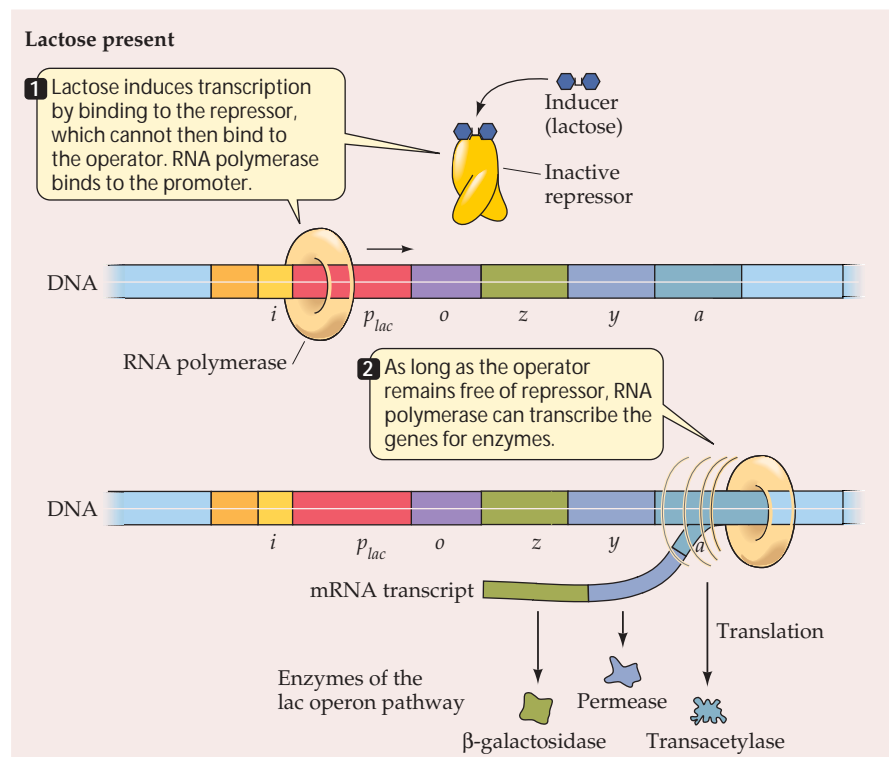 Lactose present
1 Lactose induces transcription
by binding to the repressor,
which cannot then bind to
the operator. RNA polymerase
binds to the promoter.
Inducer
(lactose)
Inactive
repressor
DNA
i
plac
o
z
y
a
RNA polymerase
2 As long as the operator
remains free of repressor, RNA
polymerase can transcribe the
genes for enzymes.
DNA
i
plac
o
z
y
a
mRNA transcript
Translation
Enzymes of the
lac operon pathway
Permease
β-galactosidase
Transacetylase